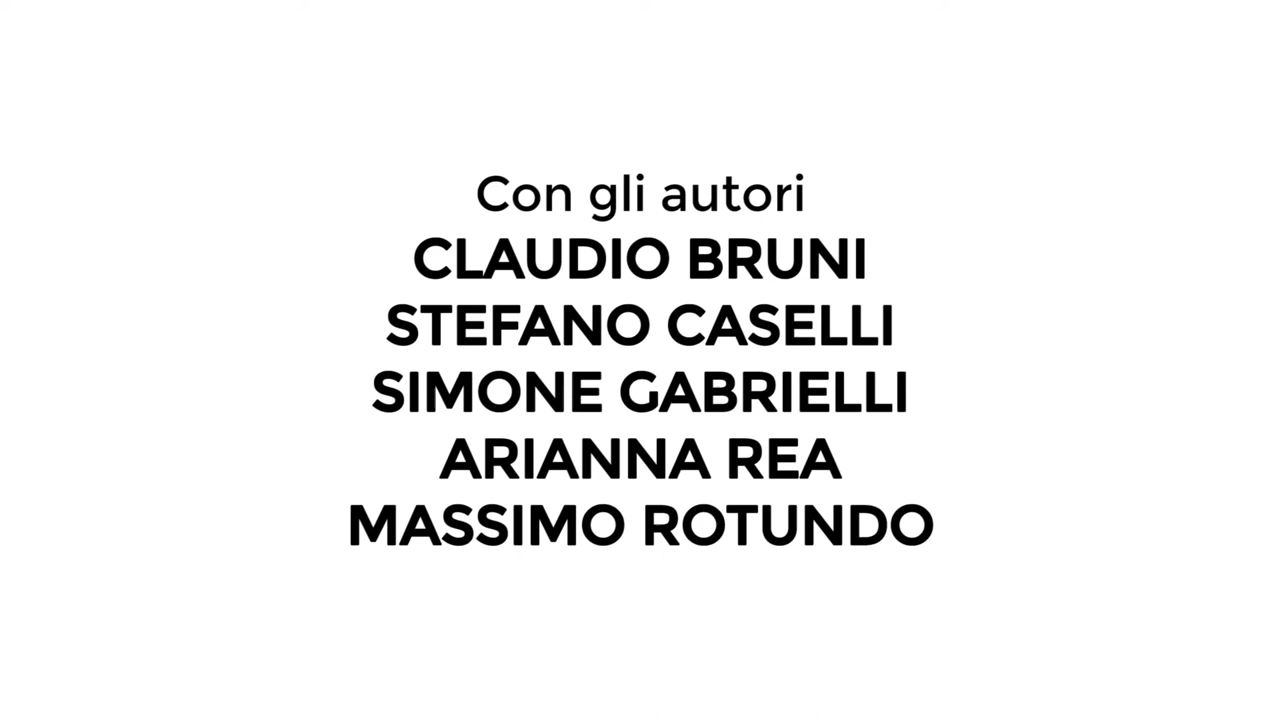 Con gli autori
CLAUDIO BRUNI
STEFANO CASELLI
SIMONE GABRIELLI
ARIANNA REA
MASSIMO ROTUNDO